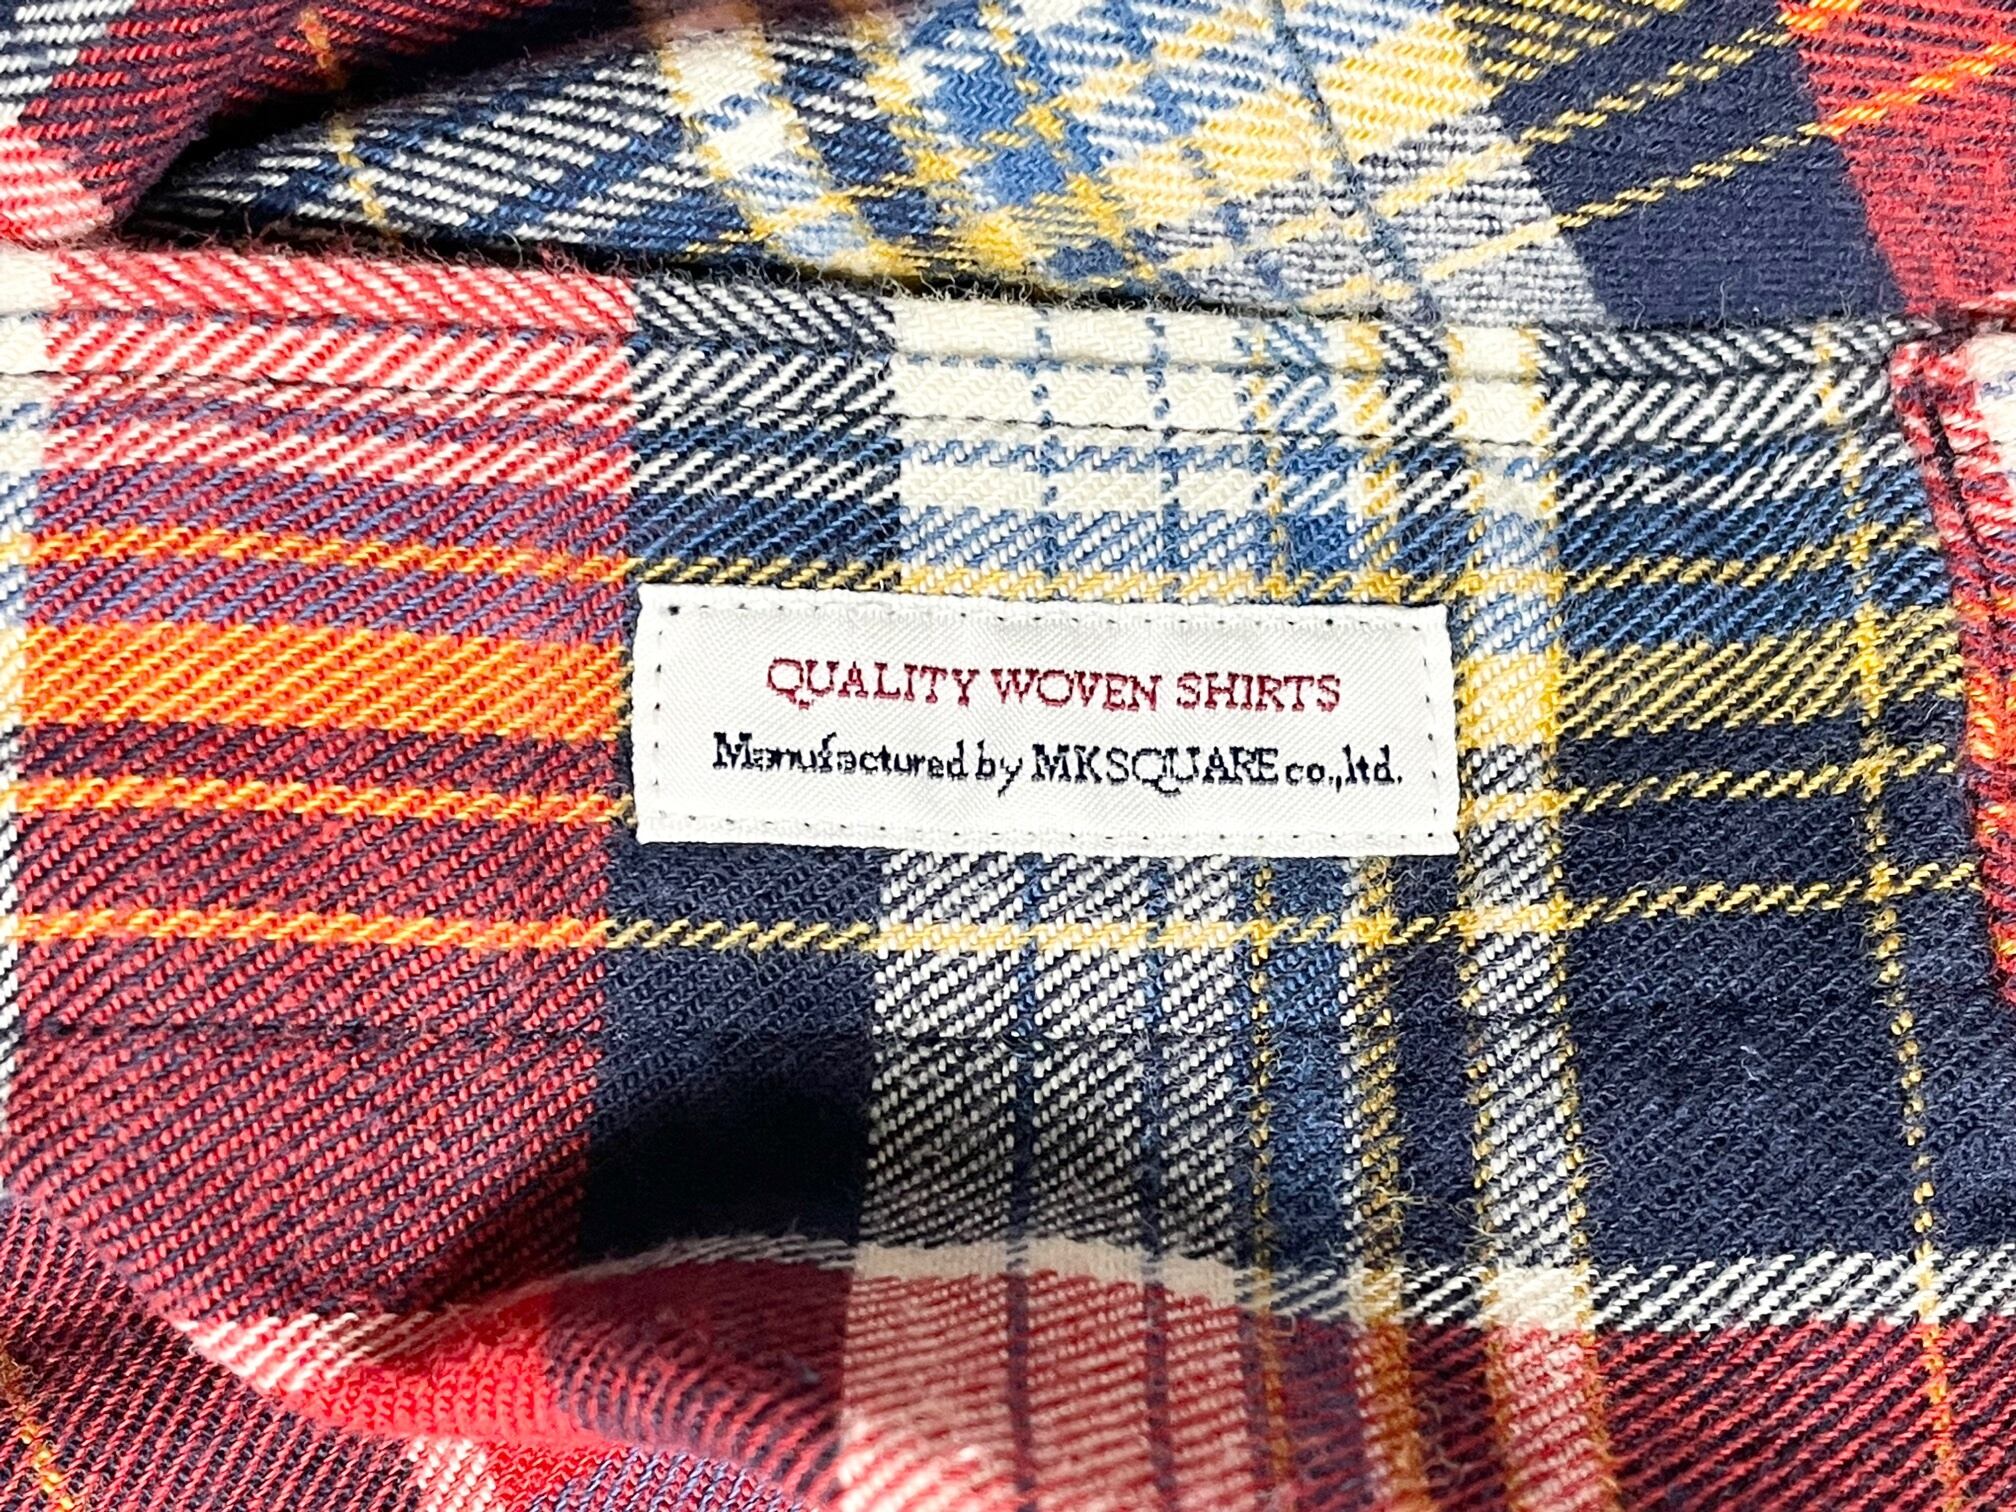 QUALITY WOVEN SHIRTS
Manufactured by MKSQUARE co.,ltd.